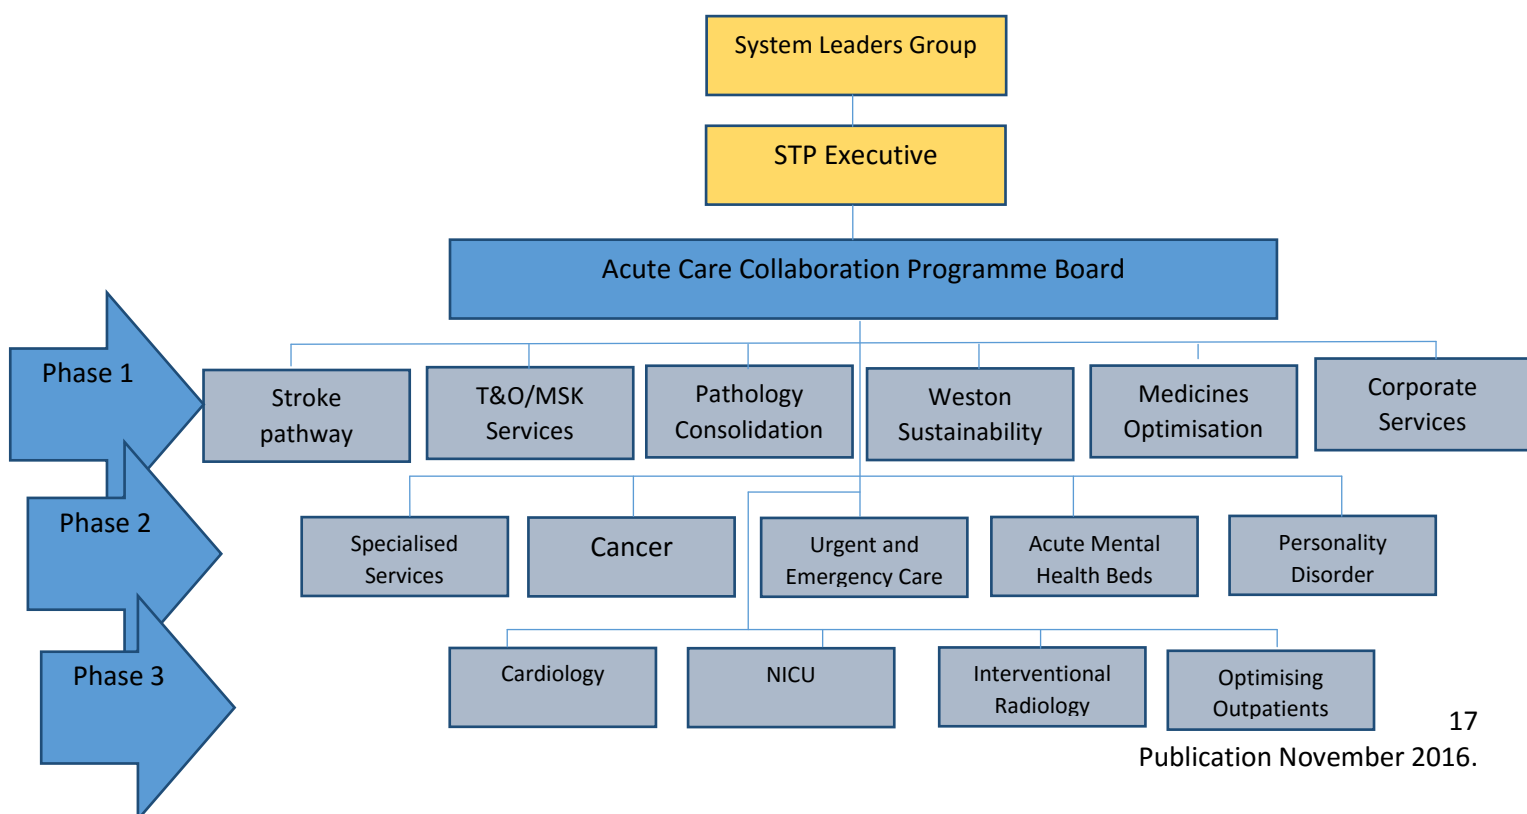 System Leaders Group
STP Executive
Acute Care Collaboration Programme Board
Phase 1
Stroke
pathway
T&O/MSK
Services
Pathology
Consolidation
Weston
Sustainability
Medicines
Optimisation
Corporate
Services
Phase 2
Specialised
Services
Cancer
Urgent and
Emergency Care
Acute Mental
Health Beds
Personality
Disorder
Phase 3
Cardiology
NICU
Interventional
Radiology
Optimising
Outpatients
17
Publication November 2016.